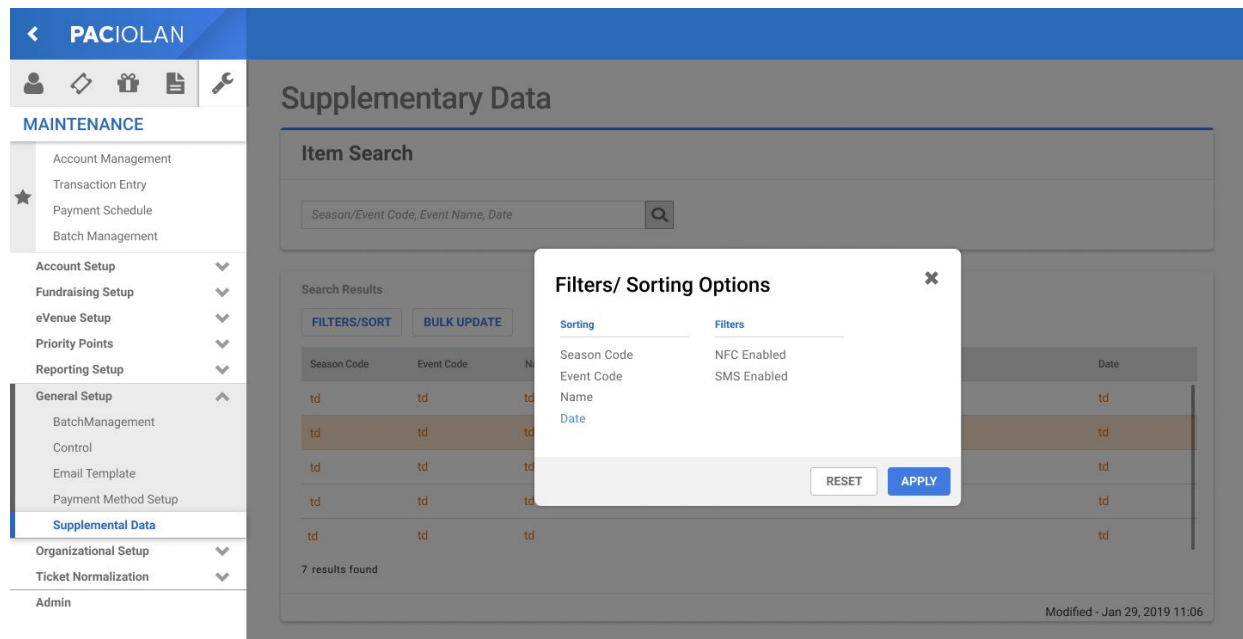 PACIOLAN
MAINTENANCE
Account Management
Transaction Entry
Payment Schedule
Batch Management
Account Setup
Fundraising Setup
eVenue Setup
Priority Points
Reporting Setup
General Setup
BatchManagement
Control
Email Template
Payment Method Setup
Supplemental Data
Organizational Setup
Ticket Normalization
Admin
Supplementary Data
Item Search
Season/Event Code, Event Name, Date
Search Results
FILTERS/SORT BULK UPDATE
Season Code Event Code Date
td td td td
td td td td
td td td td
td td td td
td td td td
7 results found
Modified - Jan 29, 2019 11:06
Filters/ Sorting Options
Sorting Filters
Season Code NFC Enabled
Event Code SMS Enabled
Name
Date
RESET APPLY